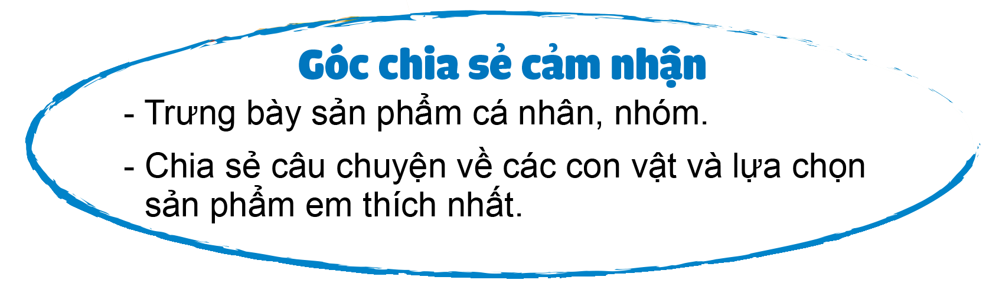 Góc chia sẻ cảm nhận
- Trưng bày sản phẩm cá nhân, nhóm.
- Chia sẻ câu chuyện về các con vật và lựa chọn
sản phẩm em thích nhất.